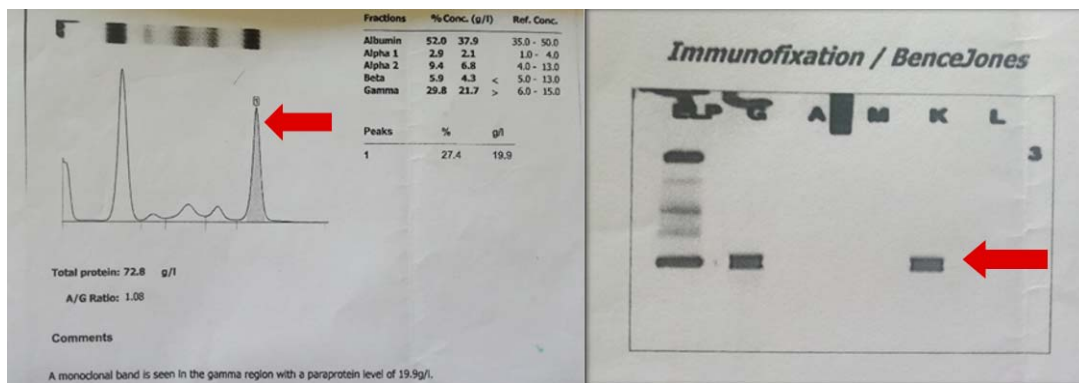 Fractions % Conc. (g/l) Ref. Conc.
Albumin 52.0 37.9 35.0 - 50.0
Alpha 1 2.9 2.1 1.0 - 4.0
Alpha 2 9.4 6.8 4.0 - 13.0
Beta 5.9 4.3 < 5.0 - 13.0
Gamma 29.8 21.7 > 6.0 - 15.0
Peaks % g/l
1 27.4 19.9
1
Total protein: 72.8 g/l
A/G Ratio: 1.08
Comments
A monoclonal band is seen in the gamma region with a paraprotein level of 19.9g/l.
Immunofixation / BenceJones
ELP G A M K L
3